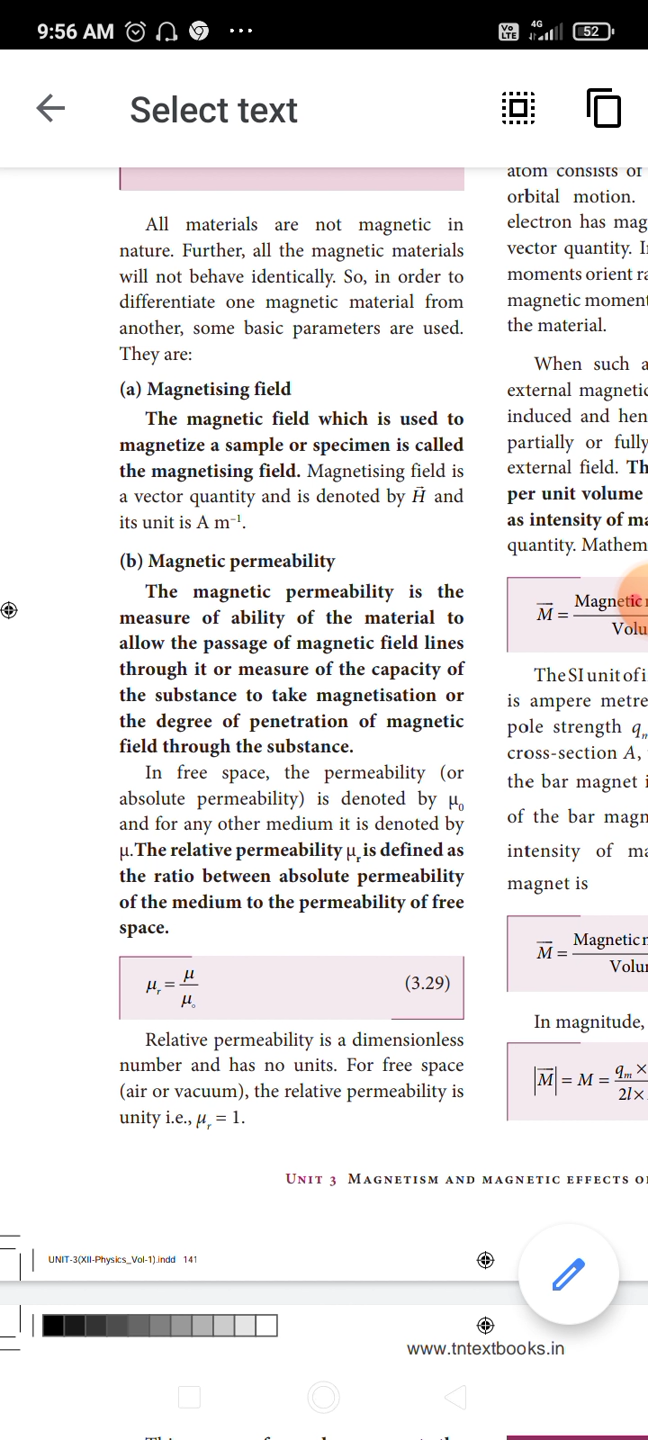 9:56 AM
Vo LTE 4G 52
Select text
All materials are not magnetic in
nature. Further, all the magnetic materials
will not behave identically. So, in order to
differentiate one magnetic material from
another, some basic parameters are used.
They are:
(a) Magnetising field
The magnetic field which is used to
magnetize a sample or specimen is called
the magnetising field. Magnetising field is
a vector quantity and is denoted by H⃗ and
its unit is A m⁻¹.
(b) Magnetic permeability
The magnetic permeability is the
measure of ability of the material to
allow the passage of magnetic field lines
through it or measure of the capacity of
the substance to take magnetisation or
the degree of penetration of magnetic
field through the substance.
In free space, the permeability (or
absolute permeability) is denoted by μ₀
and for any other medium it is denoted by
μ.The relative permeability μᵣ is defined as
the ratio between absolute permeability
of the medium to the permeability of free
space.
μᵣ = μ / μ₀ (3.29)
Relative permeability is a dimensionless
number and has no units. For free space
(air or vacuum), the relative permeability is
unity i.e., μᵣ = 1.
atom consists of
orbital motion.
electron has mag
vector quantity. I
moments orient ra
magnetic moment
the material.
When such a
external magnetic
induced and hen
partially or fully
external field. Th
per unit volume
as intensity of ma
quantity. Mathem
M⃗ = Magnetic / Volu
The SI unit of i
is ampere metre
pole strength qₘ
cross-section A,
the bar magnet i
of the bar magn
intensity of ma
magnet is
M⃗ = Magnetic / Volu
In magnitude,
|M⃗| = M = qₘ × / 2l ×
UNIT 3 MAGNETISM AND MAGNETIC EFFECTS O
UNIT-3(XII-Physics_Vol-1).indd 141
www.tntextbooks.in